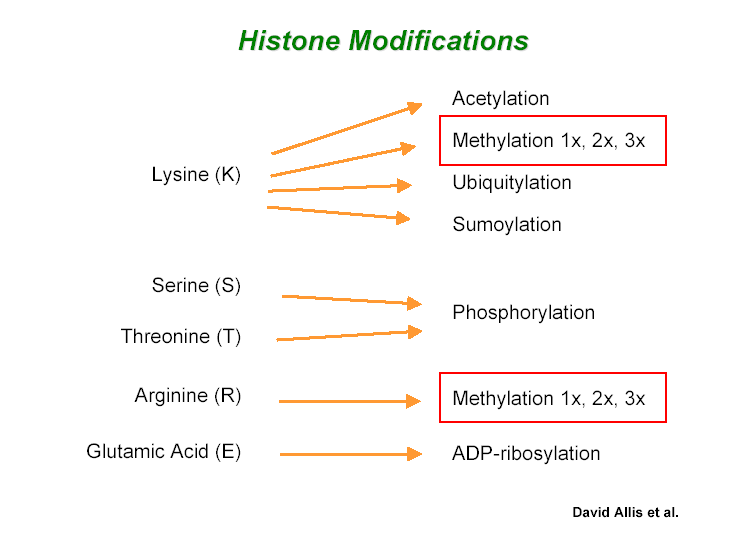 Histone Modifications
Acetylation
Methylation 1x, 2x, 3x
Lysine (K)
Ubiquitylation
Sumoylation
Serine (S)
Phosphorylation
Threonine (T)
Arginine (R)
Methylation 1x, 2x, 3x
Glutamic Acid (E)
ADP-ribosylation
David Allis et al.